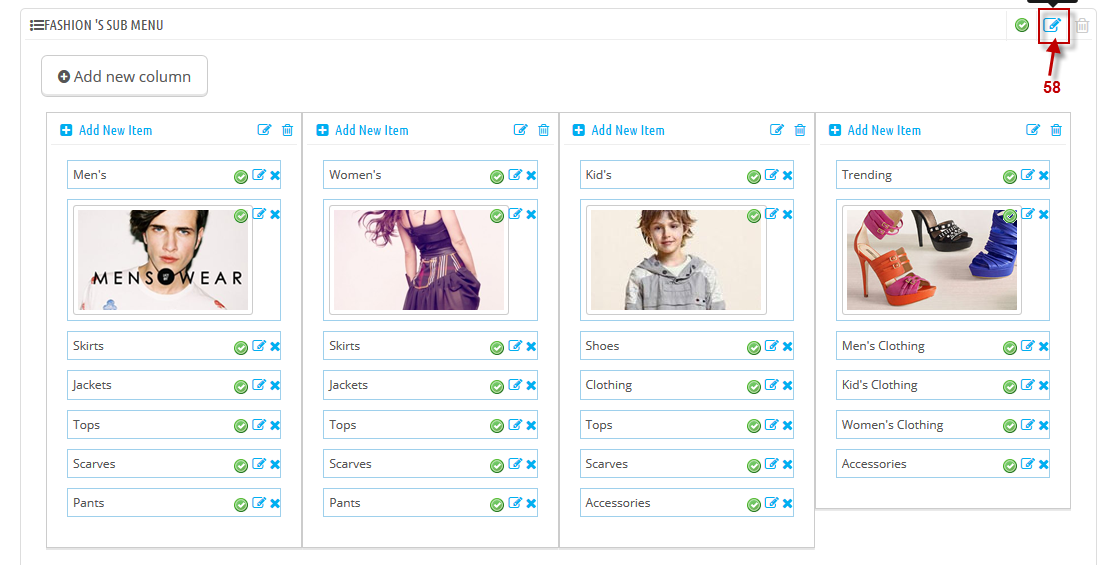 FASHION 'S SUB MENU
58
Add new column
Add New Item
Men's
MENSWEAR
Skirts
Jackets
Tops
Scarves
Pants
Add New Item
Women's
Skirts
Jackets
Tops
Scarves
Pants
Add New Item
Kid's
Shoes
Clothing
Tops
Scarves
Accessories
Add New Item
Trending
Men's Clothing
Kid's Clothing
Women's Clothing
Accessories